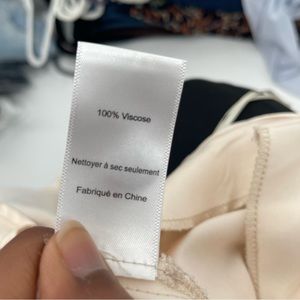 100% Viscose
Nettoyer à sec seulement
Fabriqué en Chine